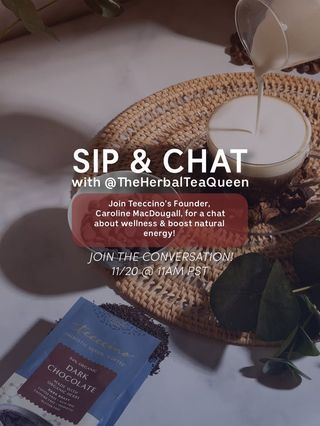 SIP & CHAT
with @TheHerbalTeaQueen
Join Teeccino's Founder,
Caroline MacDougall, for a chat
about wellness & boost natural
energy!
JOIN THE CONVERSATION!
11/20 @ 11AM PST
teeccino
DARK
CHOCOLATE